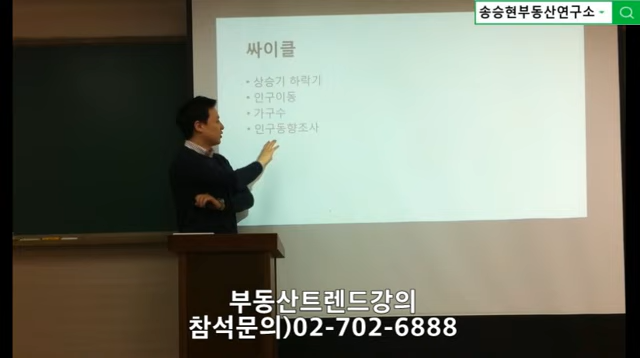 송승현부동산연구소
싸이클
• 상승기 하락기
• 인구이동
• 가구수
• 인구동향조사
부동산트렌드강의
참석문의)02-702-6888